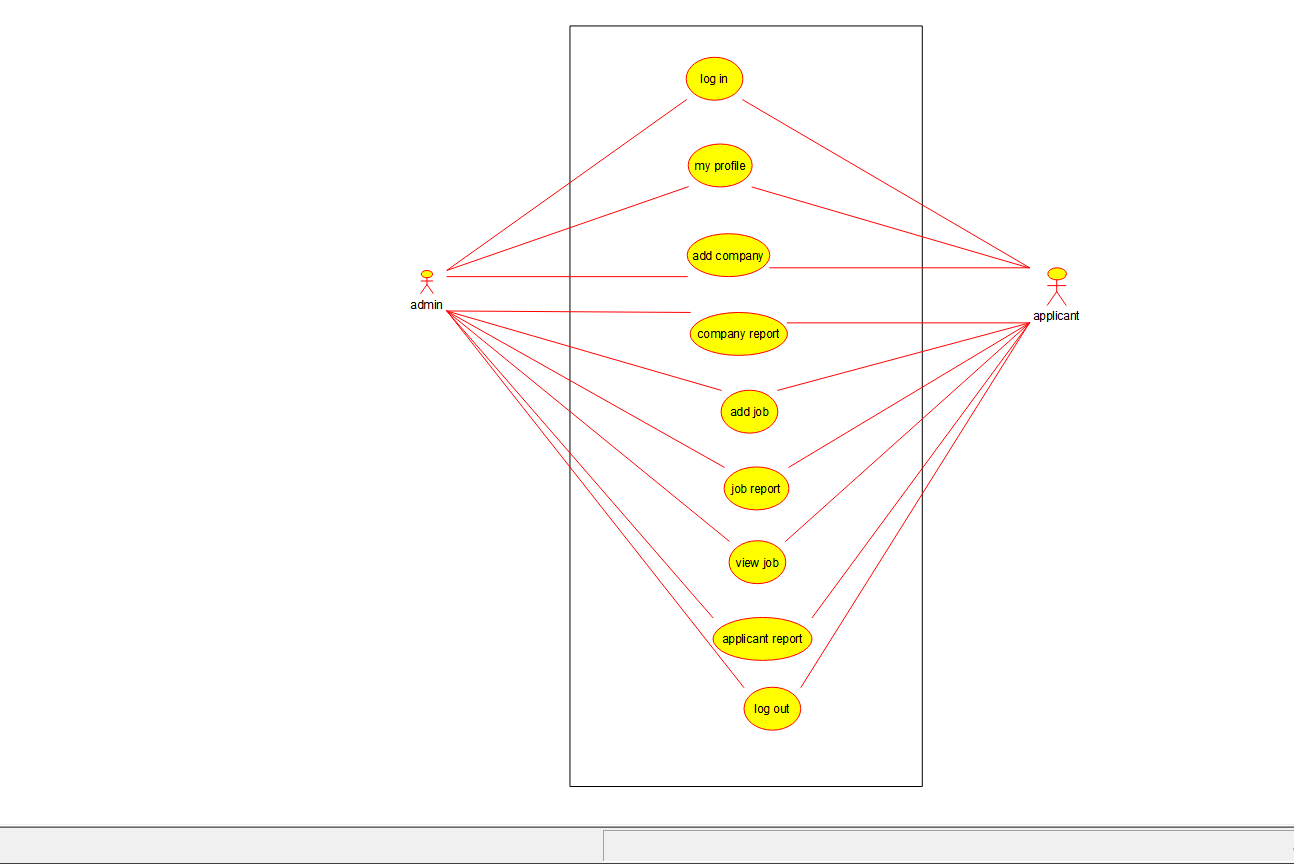 log in
my profile
add company
admin
company report
applicant
add job
job report
view job
applicant report
log out